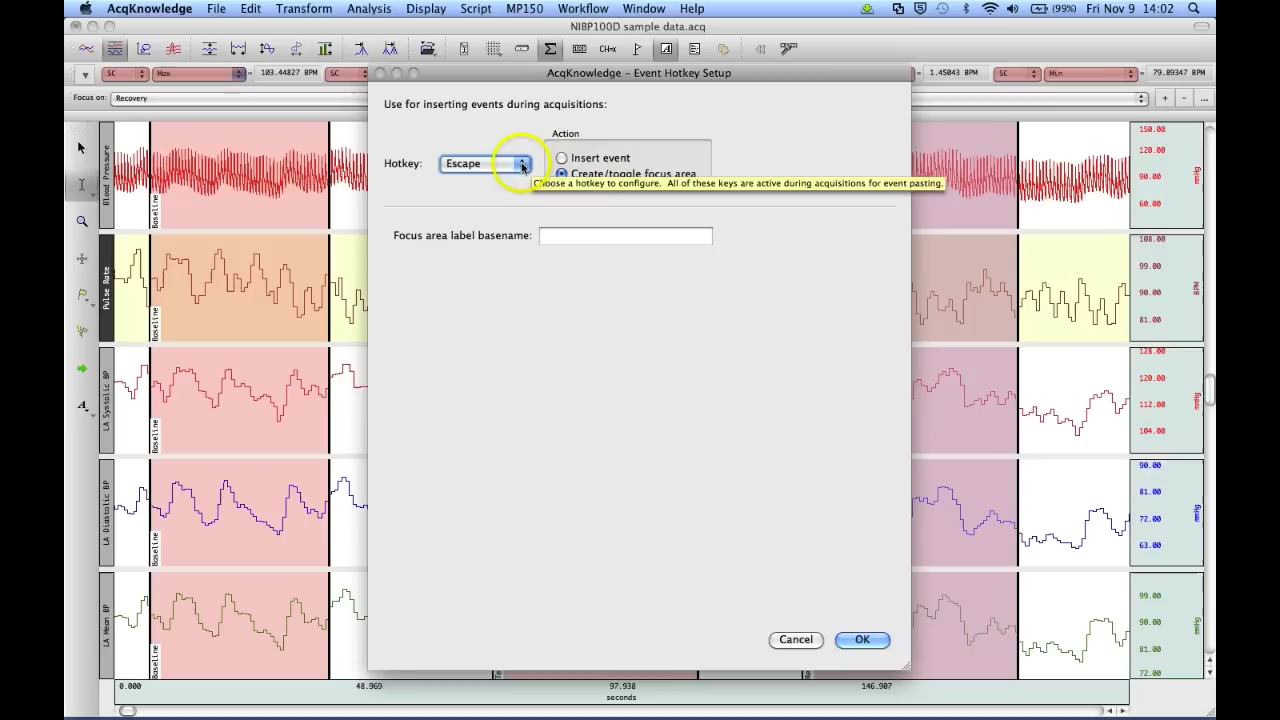 AcqKnowledge File Edit Transform Analysis Display Script MP150 Workflow Window Help (99%) Fri Nov 9 14:02
NIBP100D sample data.acq
SC Max = 103.44827 BPM SC 1.45043 BPM SC Min = 79.89347 BPM
AcqKnowledge – Event Hotkey Setup
Focus on: Recovery
Use for inserting events during acquisitions:
Action
Hotkey: Escape
Insert event
Create/toggle focus area
Choose a hotkey to configure. All of these keys are active during acquisitions for event pasting.
Focus area label basename:
Cancel OK
Blood Pressure
Baseline
150.00
120.00
90.00
60.00
mmHg
Pulse Rate
Baseline
108.00
99.00
90.00
81.00
BPM
LA Systolic BP
Baseline
128.00
120.00
112.00
104.00
mmHg
LA Diastolic BP
Baseline
90.00
81.00
72.00
63.00
mmHg
LA Mean BP
Baseline
99.00
90.00
81.00
72.00
mmHg
0.000 48.969 97.938 146.907
seconds